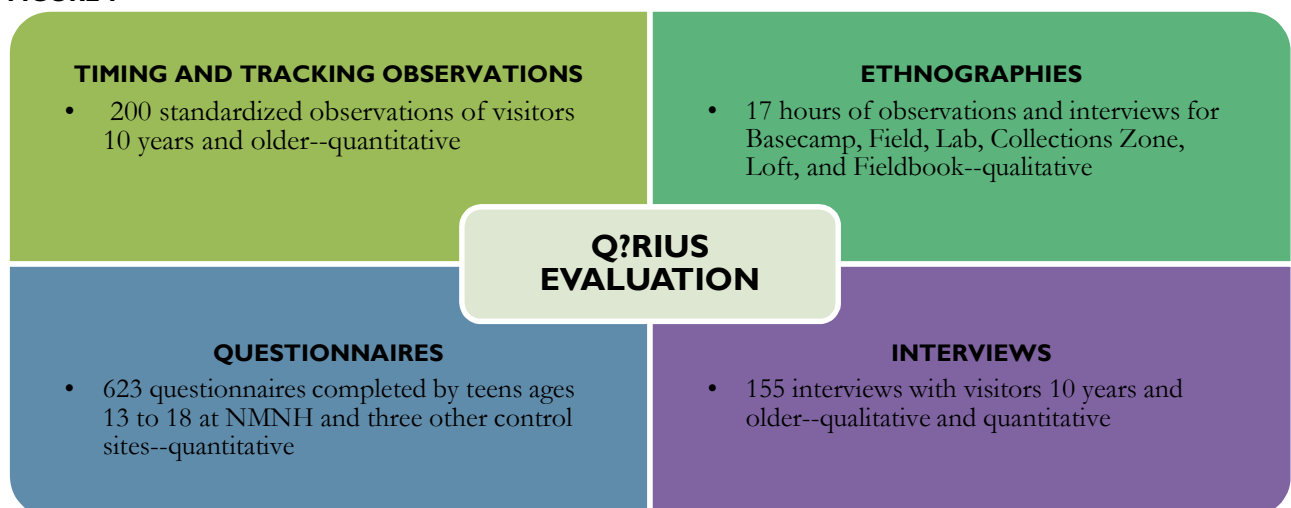 TIMING AND TRACKING OBSERVATIONS
• 200 standardized observations of visitors
10 years and older--quantitative
ETHNOGRAPHIES
• 17 hours of observations and interviews for
Basecamp, Field, Lab, Collections Zone,
Loft, and Fieldbook--qualitative
Q?RIUS
EVALUATION
QUESTIONNAIRES
• 623 questionnaires completed by teens ages
13 to 18 at NMNH and three other control
sites--quantitative
INTERVIEWS
• 155 interviews with visitors 10 years and
older--qualitative and quantitative